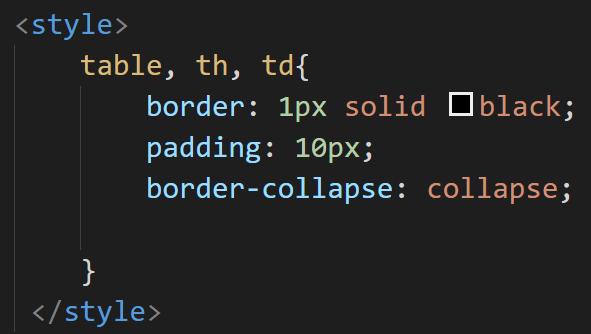 <style>
table, th, td{
border: 1px solid black;
padding: 10px;
border-collapse: collapse;
}
</style>